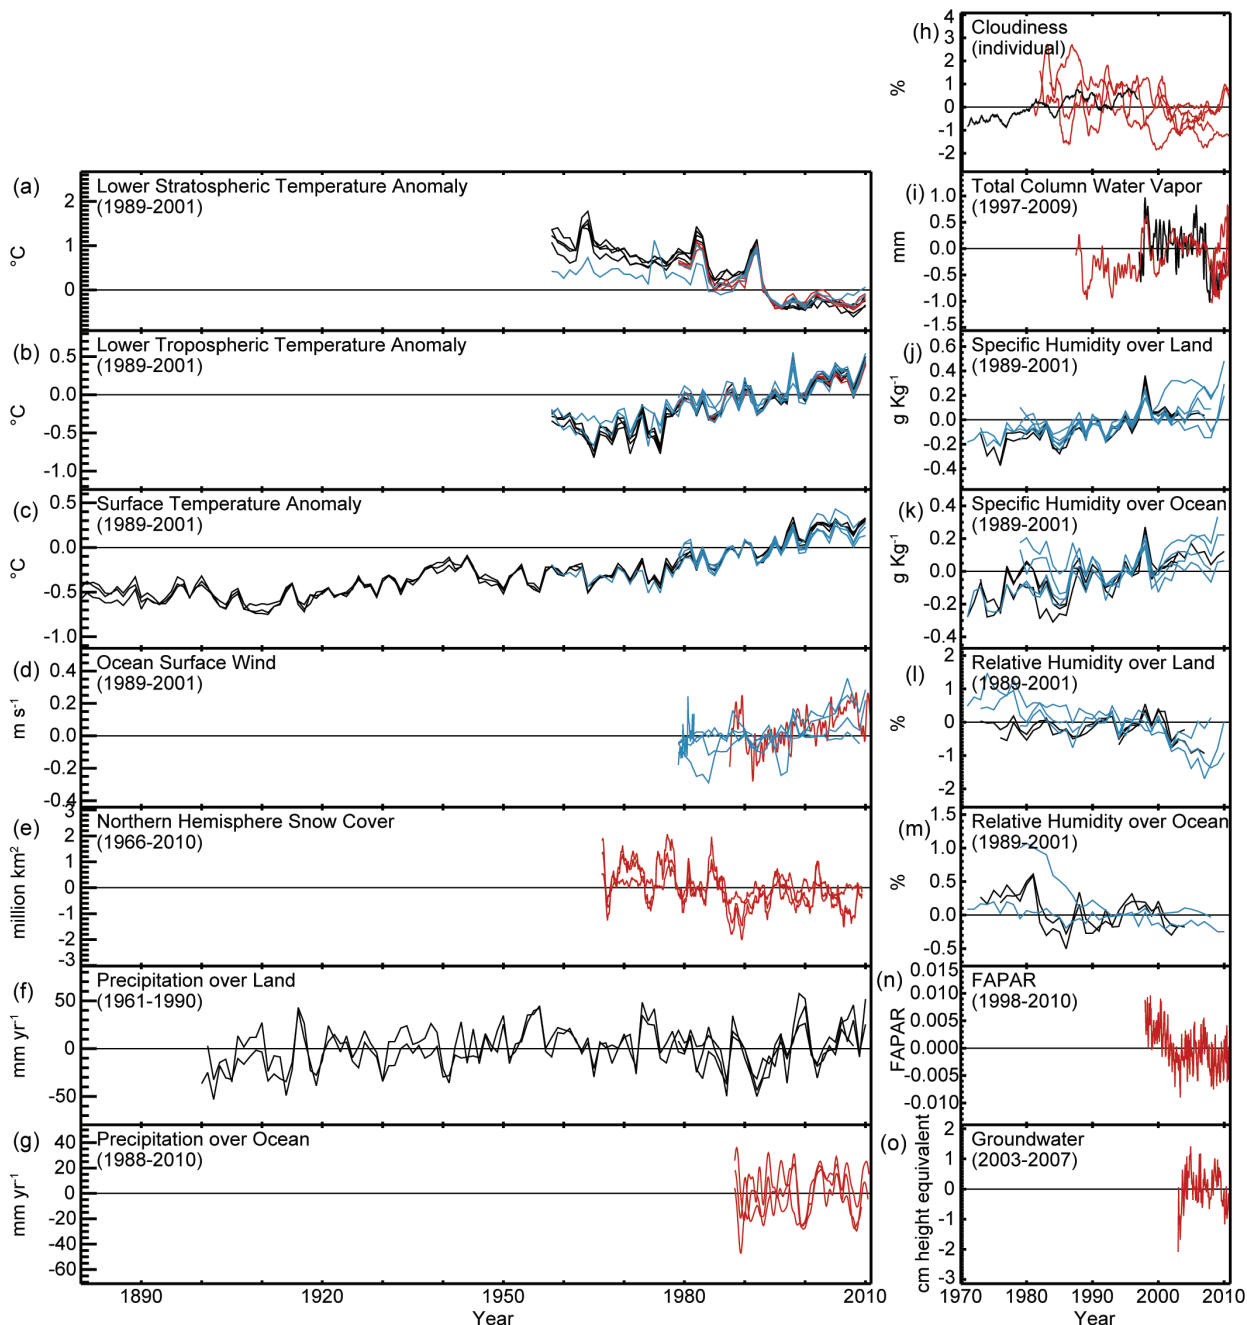 (h)
Cloudiness
(individual)
%
4
3
2
1
0
-1
-2
(a)
Lower Stratospheric Temperature Anomaly
(1989-2001)
°C
2
1
0
(i)
Total Column Water Vapor
(1997-2009)
mm
1.0
0.5
0.0
-0.5
-1.0
-1.5
(b)
Lower Tropospheric Temperature Anomaly
(1989-2001)
°C
0.5
0.0
-0.5
-1.0
(j)
Specific Humidity over Land
(1989-2001)
g Kg⁻¹
0.6
0.4
0.2
0.0
-0.2
-0.4
(c)
Surface Temperature Anomaly
(1989-2001)
°C
0.5
0.0
-0.5
-1.0
(k)
Specific Humidity over Ocean
(1989-2001)
g Kg⁻¹
0.4
0.2
0.0
-0.2
-0.4
(d)
Ocean Surface Wind
(1989-2001)
m s⁻¹
0.4
0.2
0.0
-0.2
-0.4
(l)
Relative Humidity over Land
(1989-2001)
%
2
1
0
-1
-2
(e)
Northern Hemisphere Snow Cover
(1966-2010)
million km²
3
2
1
0
-1
-2
-3
(m)
Relative Humidity over Ocean
(1989-2001)
%
1.5
1.0
0.5
0.0
-0.5
(f)
Precipitation over Land
(1961-1990)
mm yr⁻¹
50
0
-50
(n)
FAPAR
(1998-2010)
FAPAR
0.015
0.010
0.005
0.000
-0.005
-0.010
(g)
Precipitation over Ocean
(1988-2010)
mm yr⁻¹
40
20
0
-20
-40
-60
(o)
Groundwater
(2003-2007)
cm height equivalent
2
1
0
-1
-2
-3
1890 1920 1950 1980 2010
Year
1970 1980 1990 2000 2010
Year